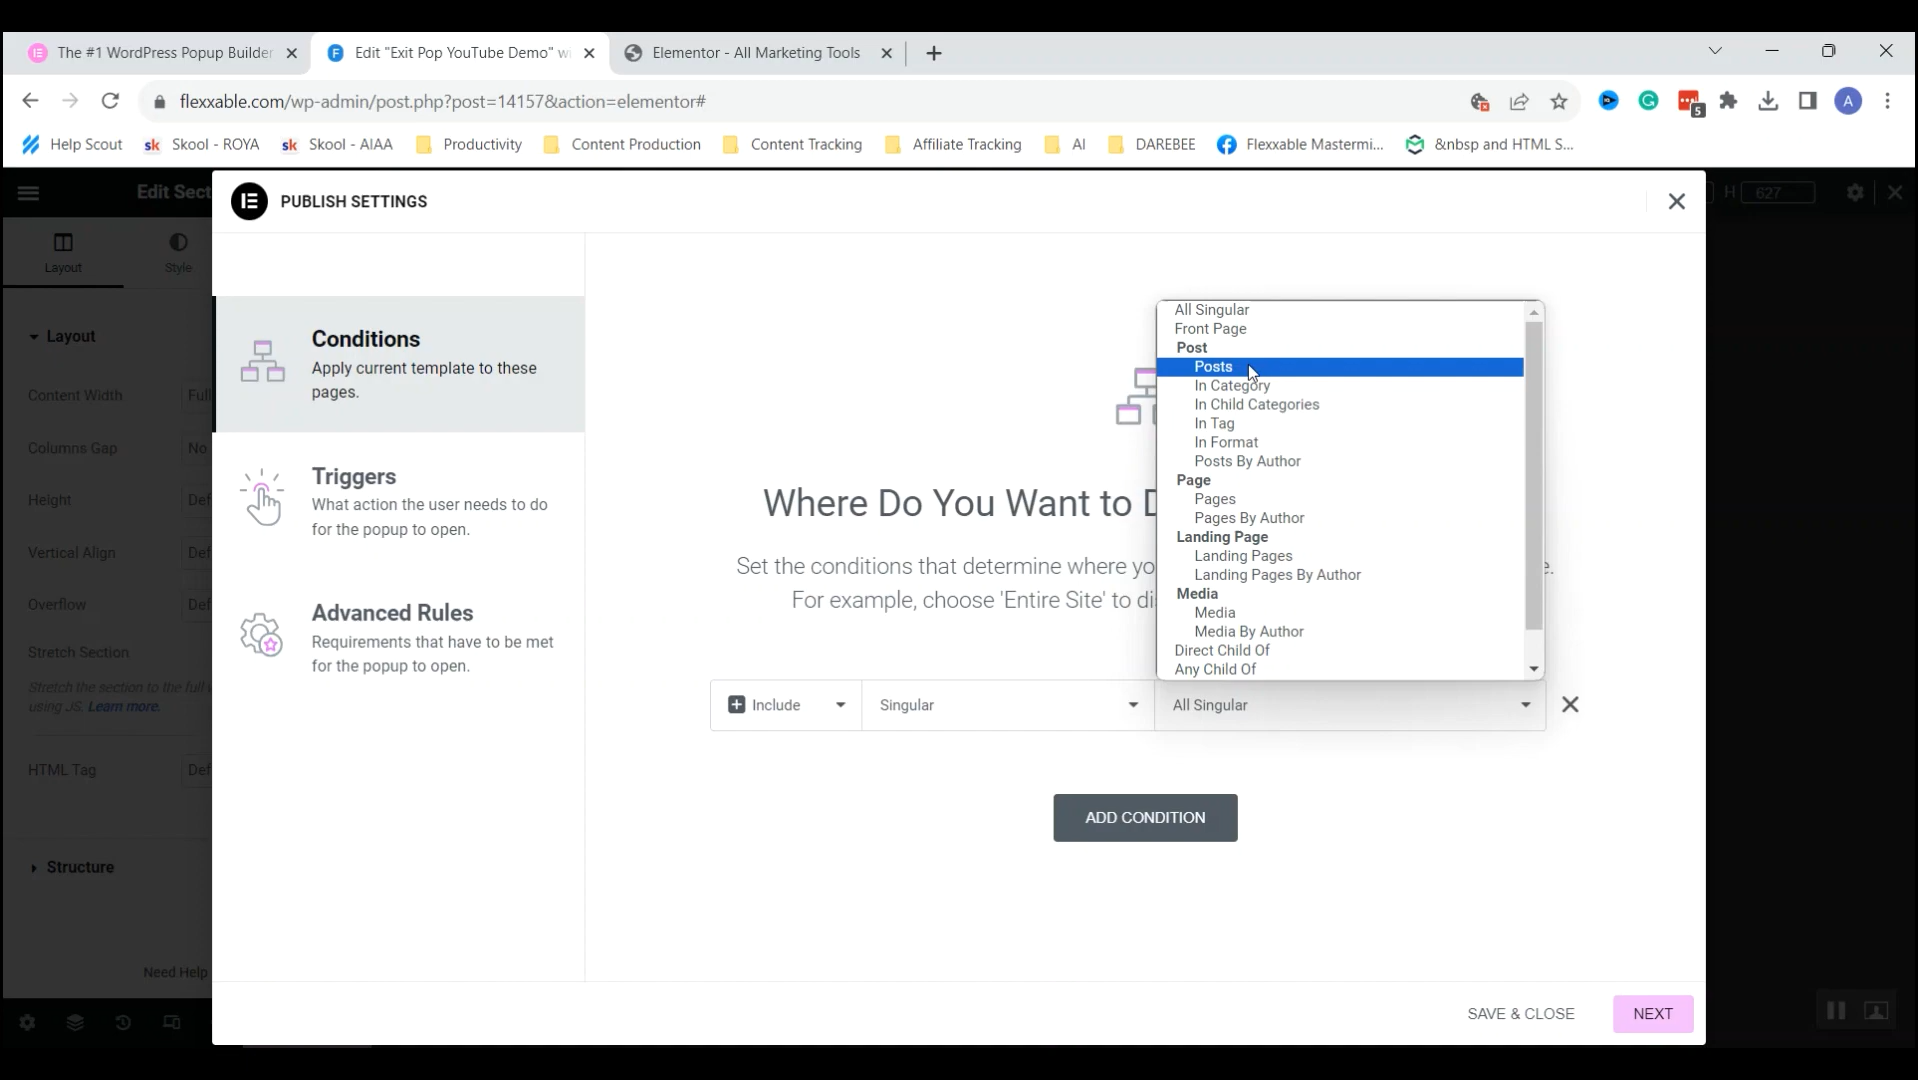 The #1 WordPress Popup Builder
Edit "Exit Pop YouTube Demo" w
Elementor - All Marketing Tools
flexxable.com/wp-admin/post.php?post=14157&action=elementor#
5
A
Help Scout
sk Skool - ROYA
sk Skool - AIAA
Productivity
Content Production
Content Tracking
Affiliate Tracking
AI
DAREBEE
Flexxable Mastermi...
&nbsp and HTML S...
Edit Sect
PUBLISH SETTINGS
H 627
Layout
Style
Layout
Content Width
Full
Columns Gap
No
Height
Def
Vertical Align
Def
Overflow
Def
Stretch Section
Stretch the section to the full w
using JS. Learn more.
HTML Tag
Def
Structure
Need Help
Conditions
Apply current template to these
pages.
Triggers
What action the user needs to do
for the popup to open.
Advanced Rules
Requirements that have to be met
for the popup to open.
Where Do You Want to D
Set the conditions that determine where yo
e.
For example, choose 'Entire Site' to di
All Singular
Front Page
Post
Posts
In Category
In Child Categories
In Tag
In Format
Posts By Author
Page
Pages
Pages By Author
Landing Page
Landing Pages
Landing Pages By Author
Media
Media
Media By Author
Direct Child Of
Any Child Of
Include
Singular
All Singular
ADD CONDITION
SAVE & CLOSE
NEXT